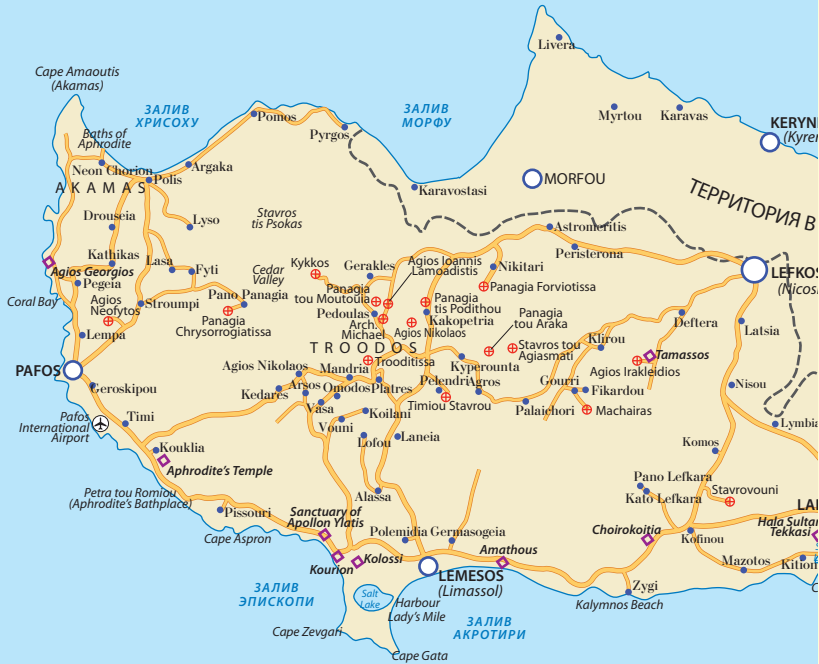 Livera
Cape Amaoutis
(Akamas)
ЗАЛИВ
ХРИСОХУ
ЗАЛИВ
МОРФУ
Pomos
Pyrgos
Myrtou
Karavas
KERYN
(Kyren
Baths of
Aphrodite
Neon Chorion
Polis
Argaka
AKAMAS
Karavostasi
MORFOU
ТЕРРИТОРИЯ В
Drouseia
Lyso
Stavros
tis Psokas
Astromeritis
Peristerona
Kathikas
Lasa
Fyti
Agios Georgios
Pegeia
Cedar
Valley
Kykkos
Gerakles
Agios Ioannis
Lamoadistis
Nikitari
LEFKOS
(Nicos
Coral Bay
Agios
Neofytos
Stroumpi
Pano Panagia
Panagia
Chrysorrogiatissa
Panagia
tou Moutoula
Pedoulas
Arch.
Michael
Agios Nikolaos
Panagia
tis Podithou
Kakopetria
Panagia Forviotissa
Panagia
tou Araka
Stavros tou
Agiasmati
Klirou
Deftera
Latsia
Lempa
TROODOS
Trooditissa
Tamassos
Agios Irakleidios
PAFOS
Geroskipou
Agios Nikolaos
Mandria
Kyperounta
Kedares
Arsos
Omodos
Platres
Pelendri
Agros
Gourri
Fikardou
Nisou
Vasa
Timiou Stavrou
Palaichori
Machairas
Pafos
International
Airport
Timi
Vouni
Koilani
Lymbia
Kouklia
Lofou
Laneia
Komos
Aphrodite's Temple
Petra tou Romiou
(Aphrodite's Bathplace)
Pano Lefkara
Kato Lefkara
Stavrovouni
Alassa
Pissouri
Sanctuary of
Apollon Ylatis
LA
Hala Sultan
Tekkasi
Cape Aspron
Polemidia
Germasogeia
Choirokoitia
Kofinou
Kourion
Kolossi
Amathous
Mazotos
Kition
LEMESOS
(Limassol)
ЗАЛИВ
ЭПИСКОПИ
Salt
Lake
Harbour
Lady's Mile
Zygi
Kalymnos Beach
ЗАЛИВ
АКРОТИРИ
Cape Zevgari
Cape Gata